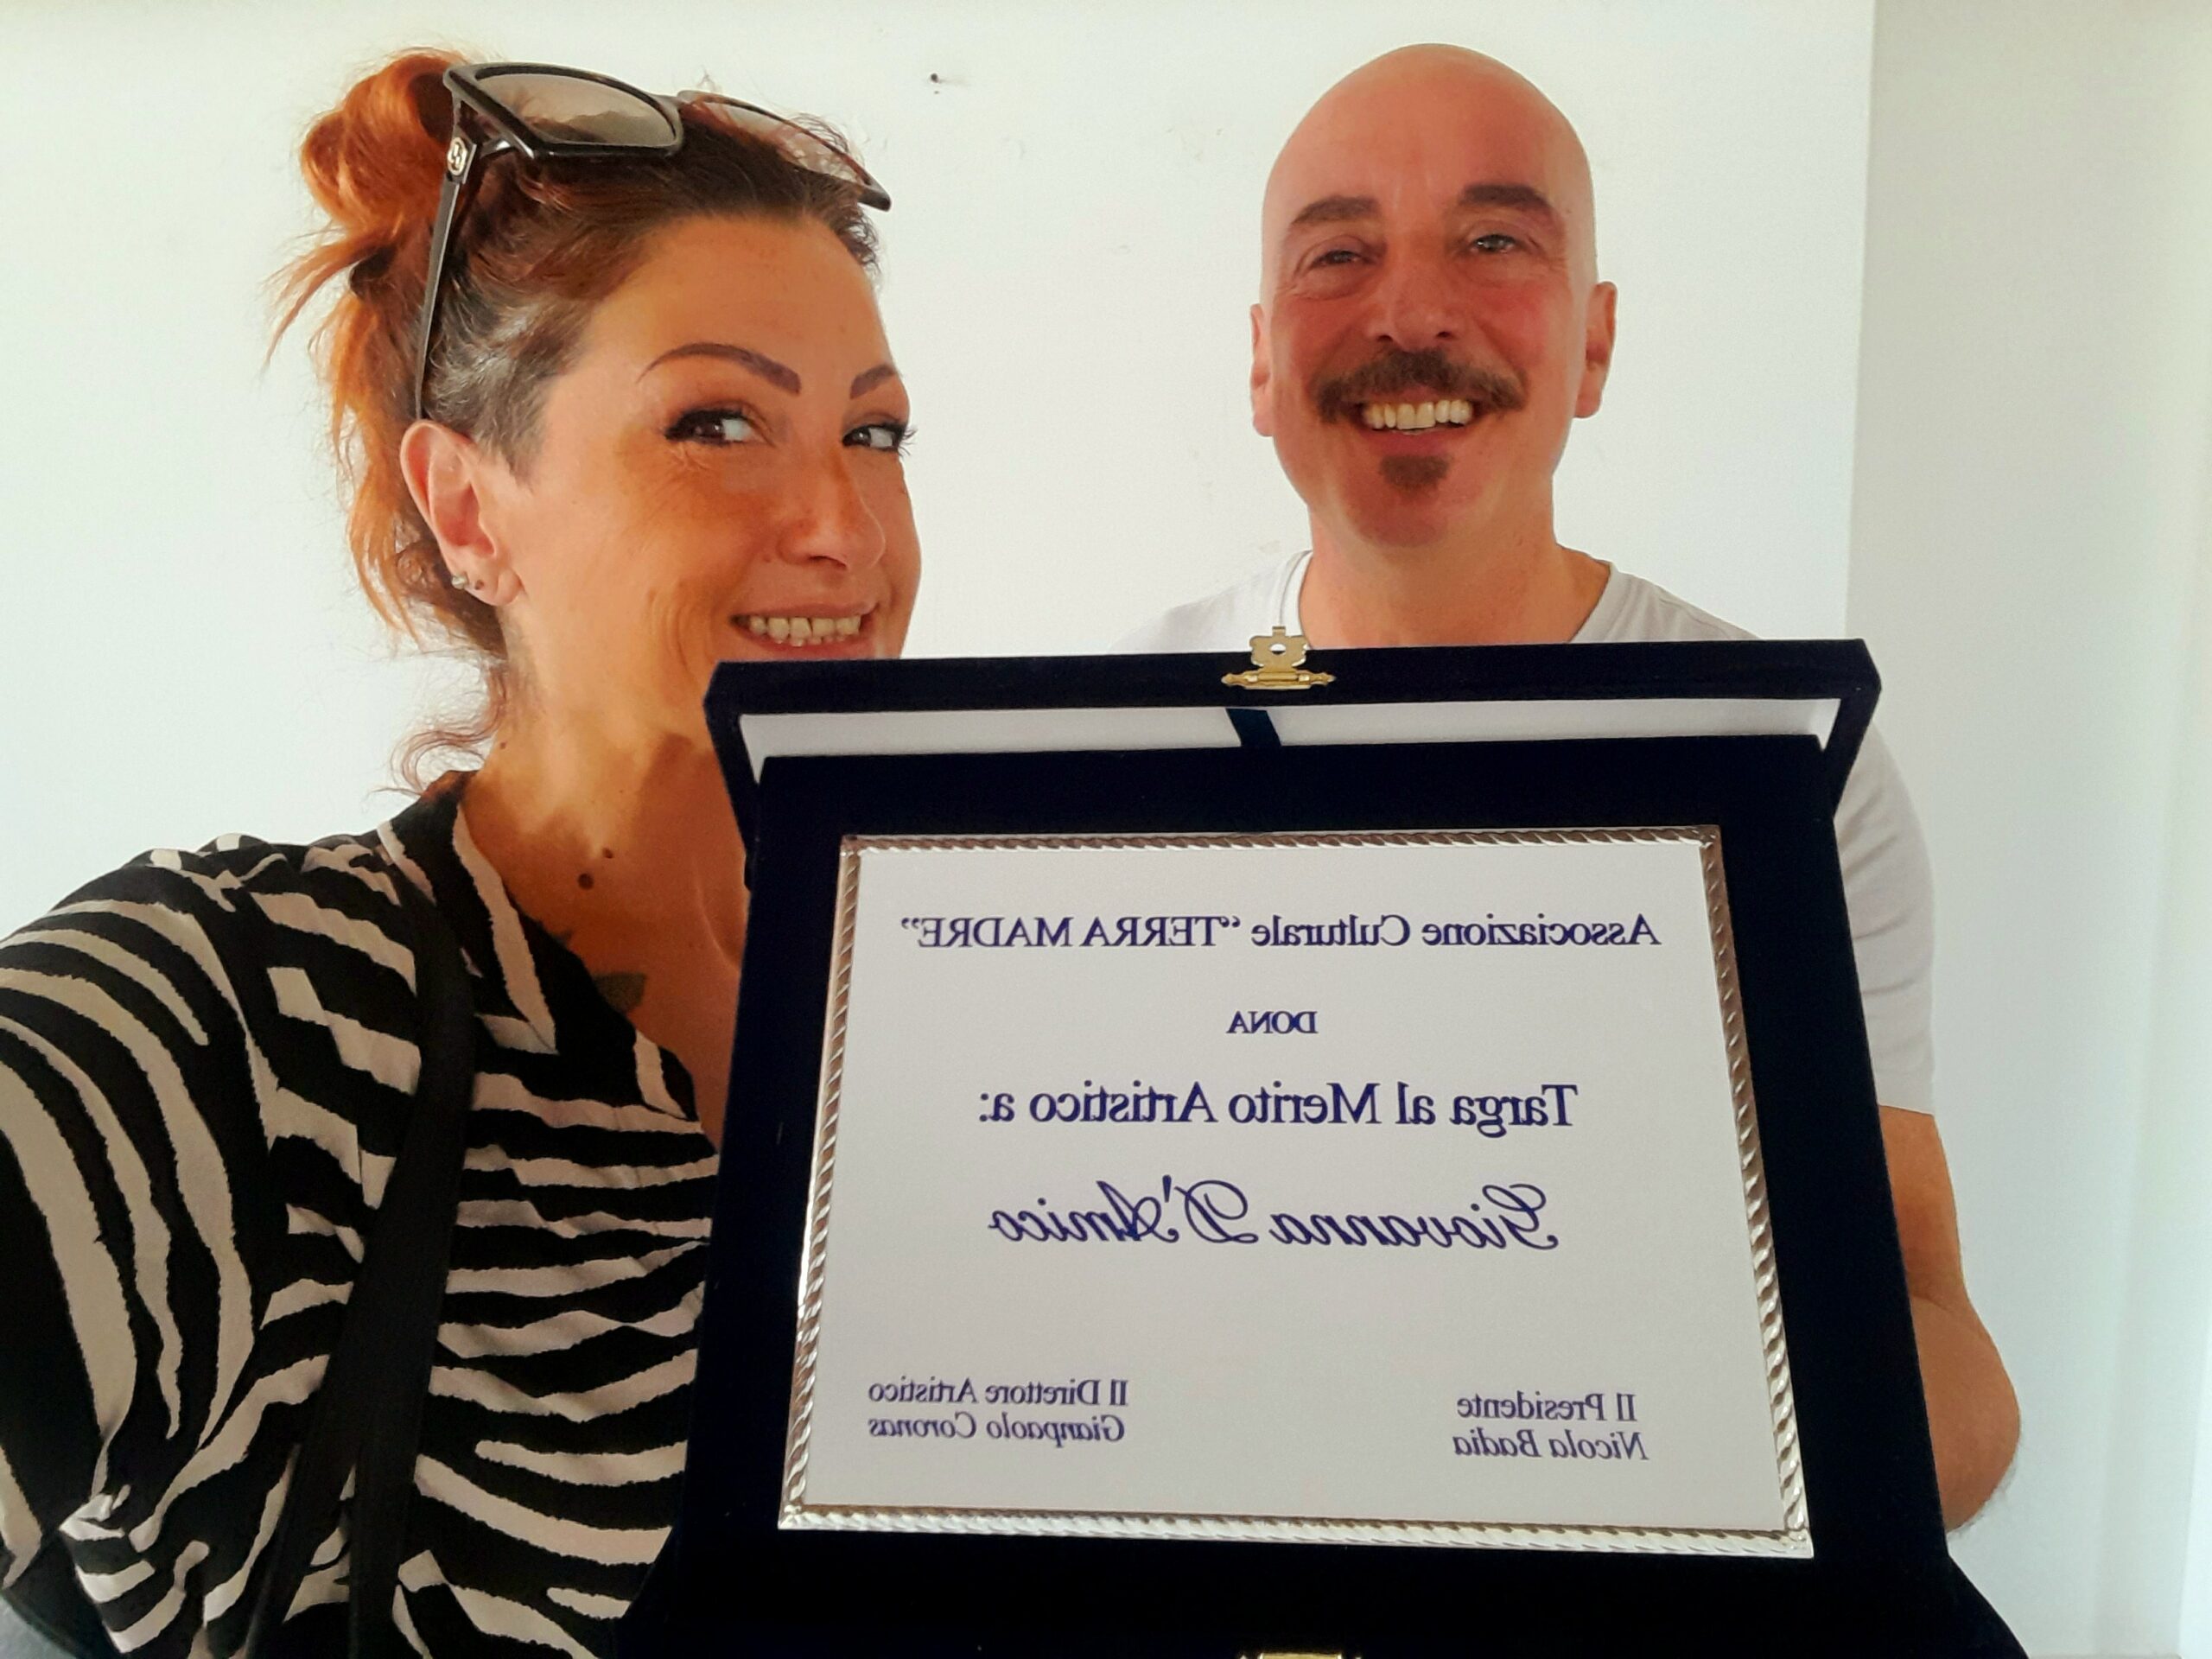 Associazione Culturale “TERRA MADRE”
DONA
Targa al Merito Artistico a:
Giovanna D'Amico
Il Presidente
Nicola Badia
Il Direttore Artistico
Gianpaolo Coronas